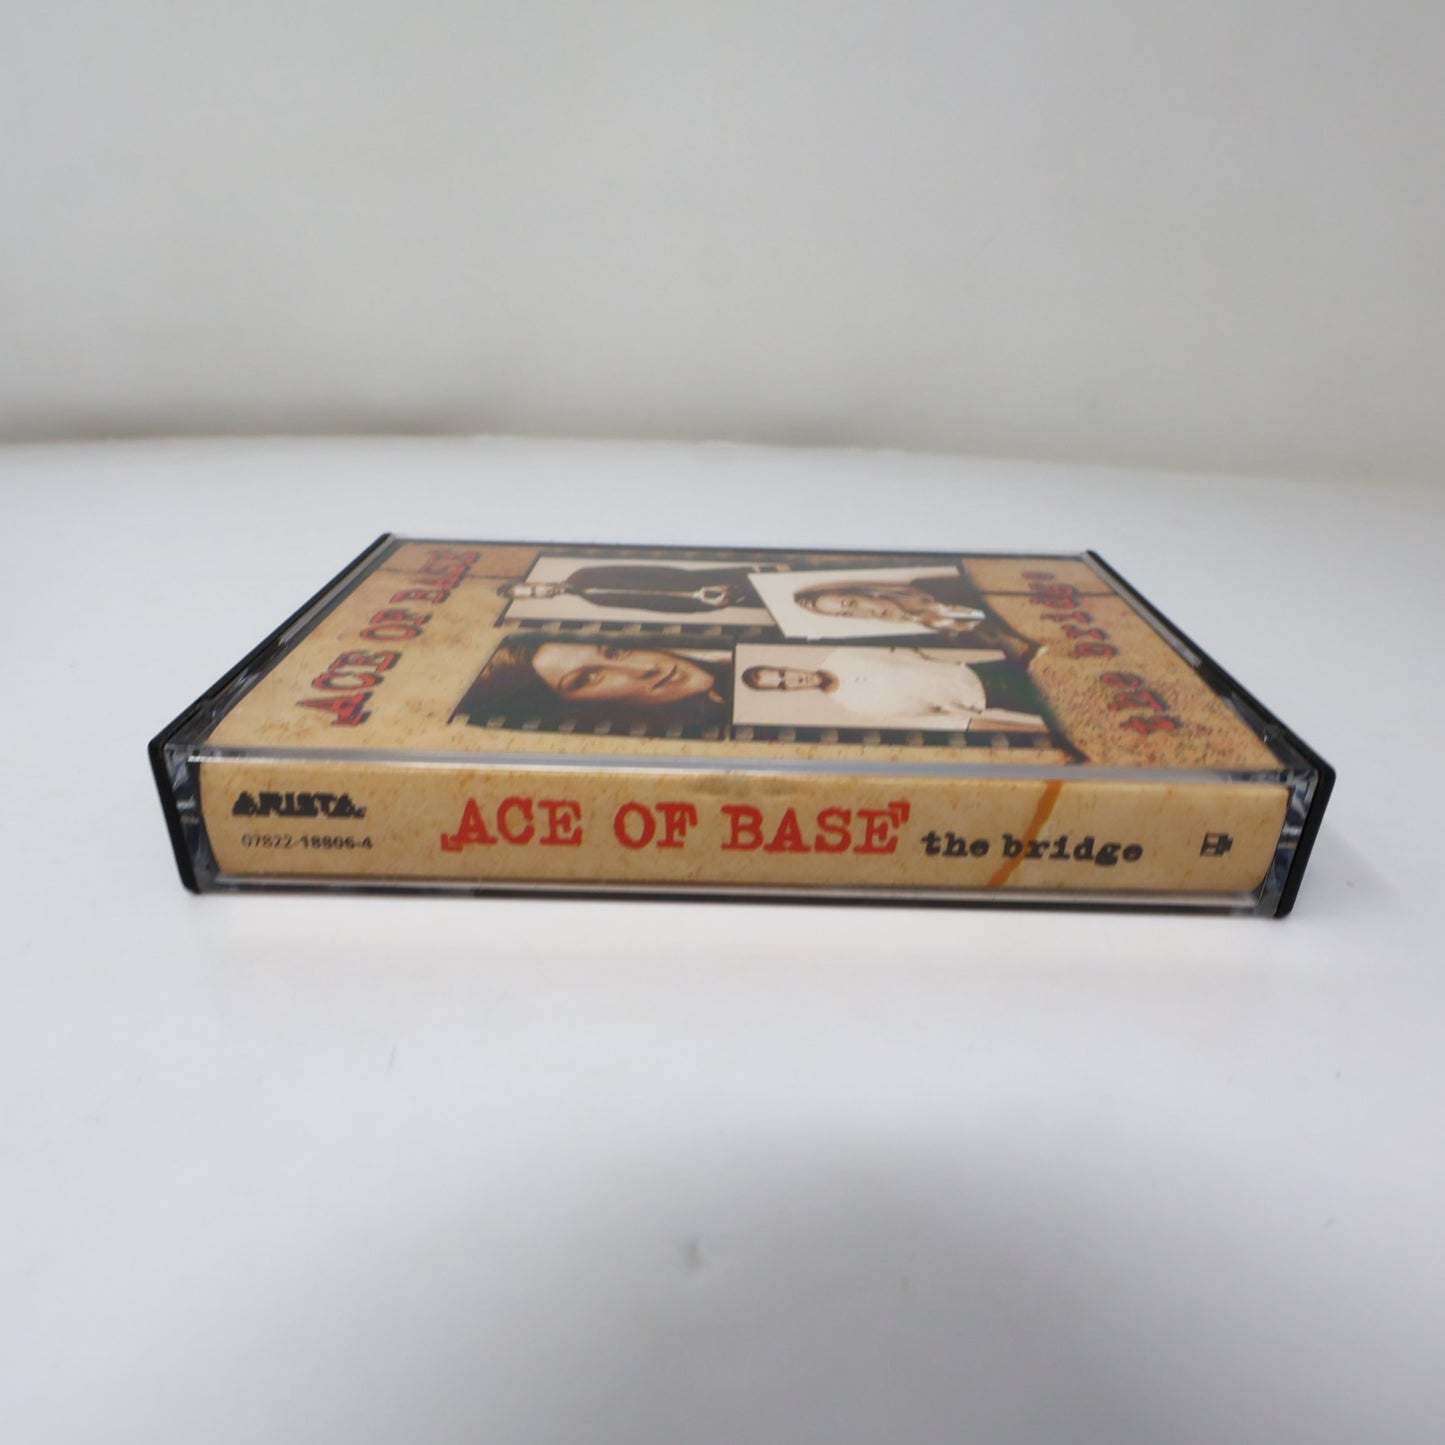 ACE OF BASE
the bridge
ARISTA
07822-18806-4
ACE OF BASE the bridge